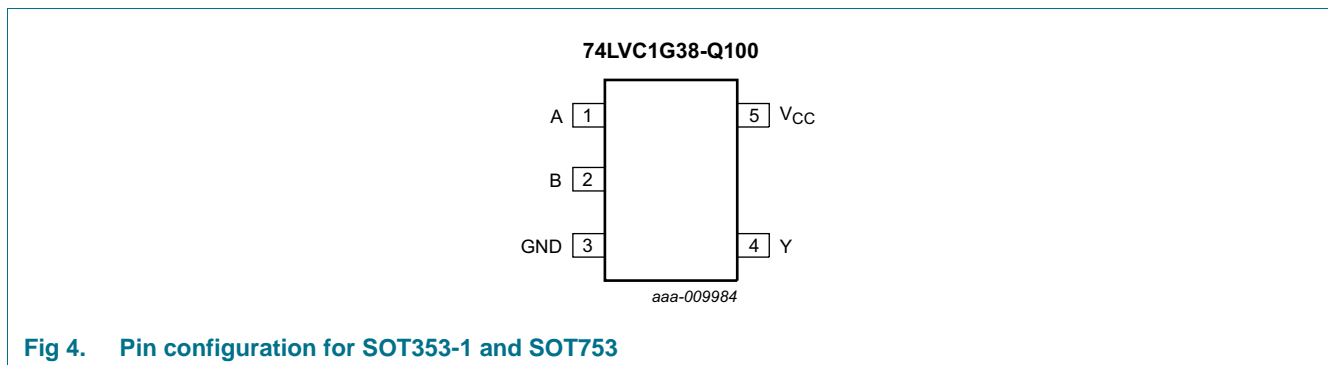 74LVC1G38-Q100
A 1
5 VCC
B 2
GND 3
4 Y
aaa-009984
Fig 4. Pin configuration for SOT353-1 and SOT753